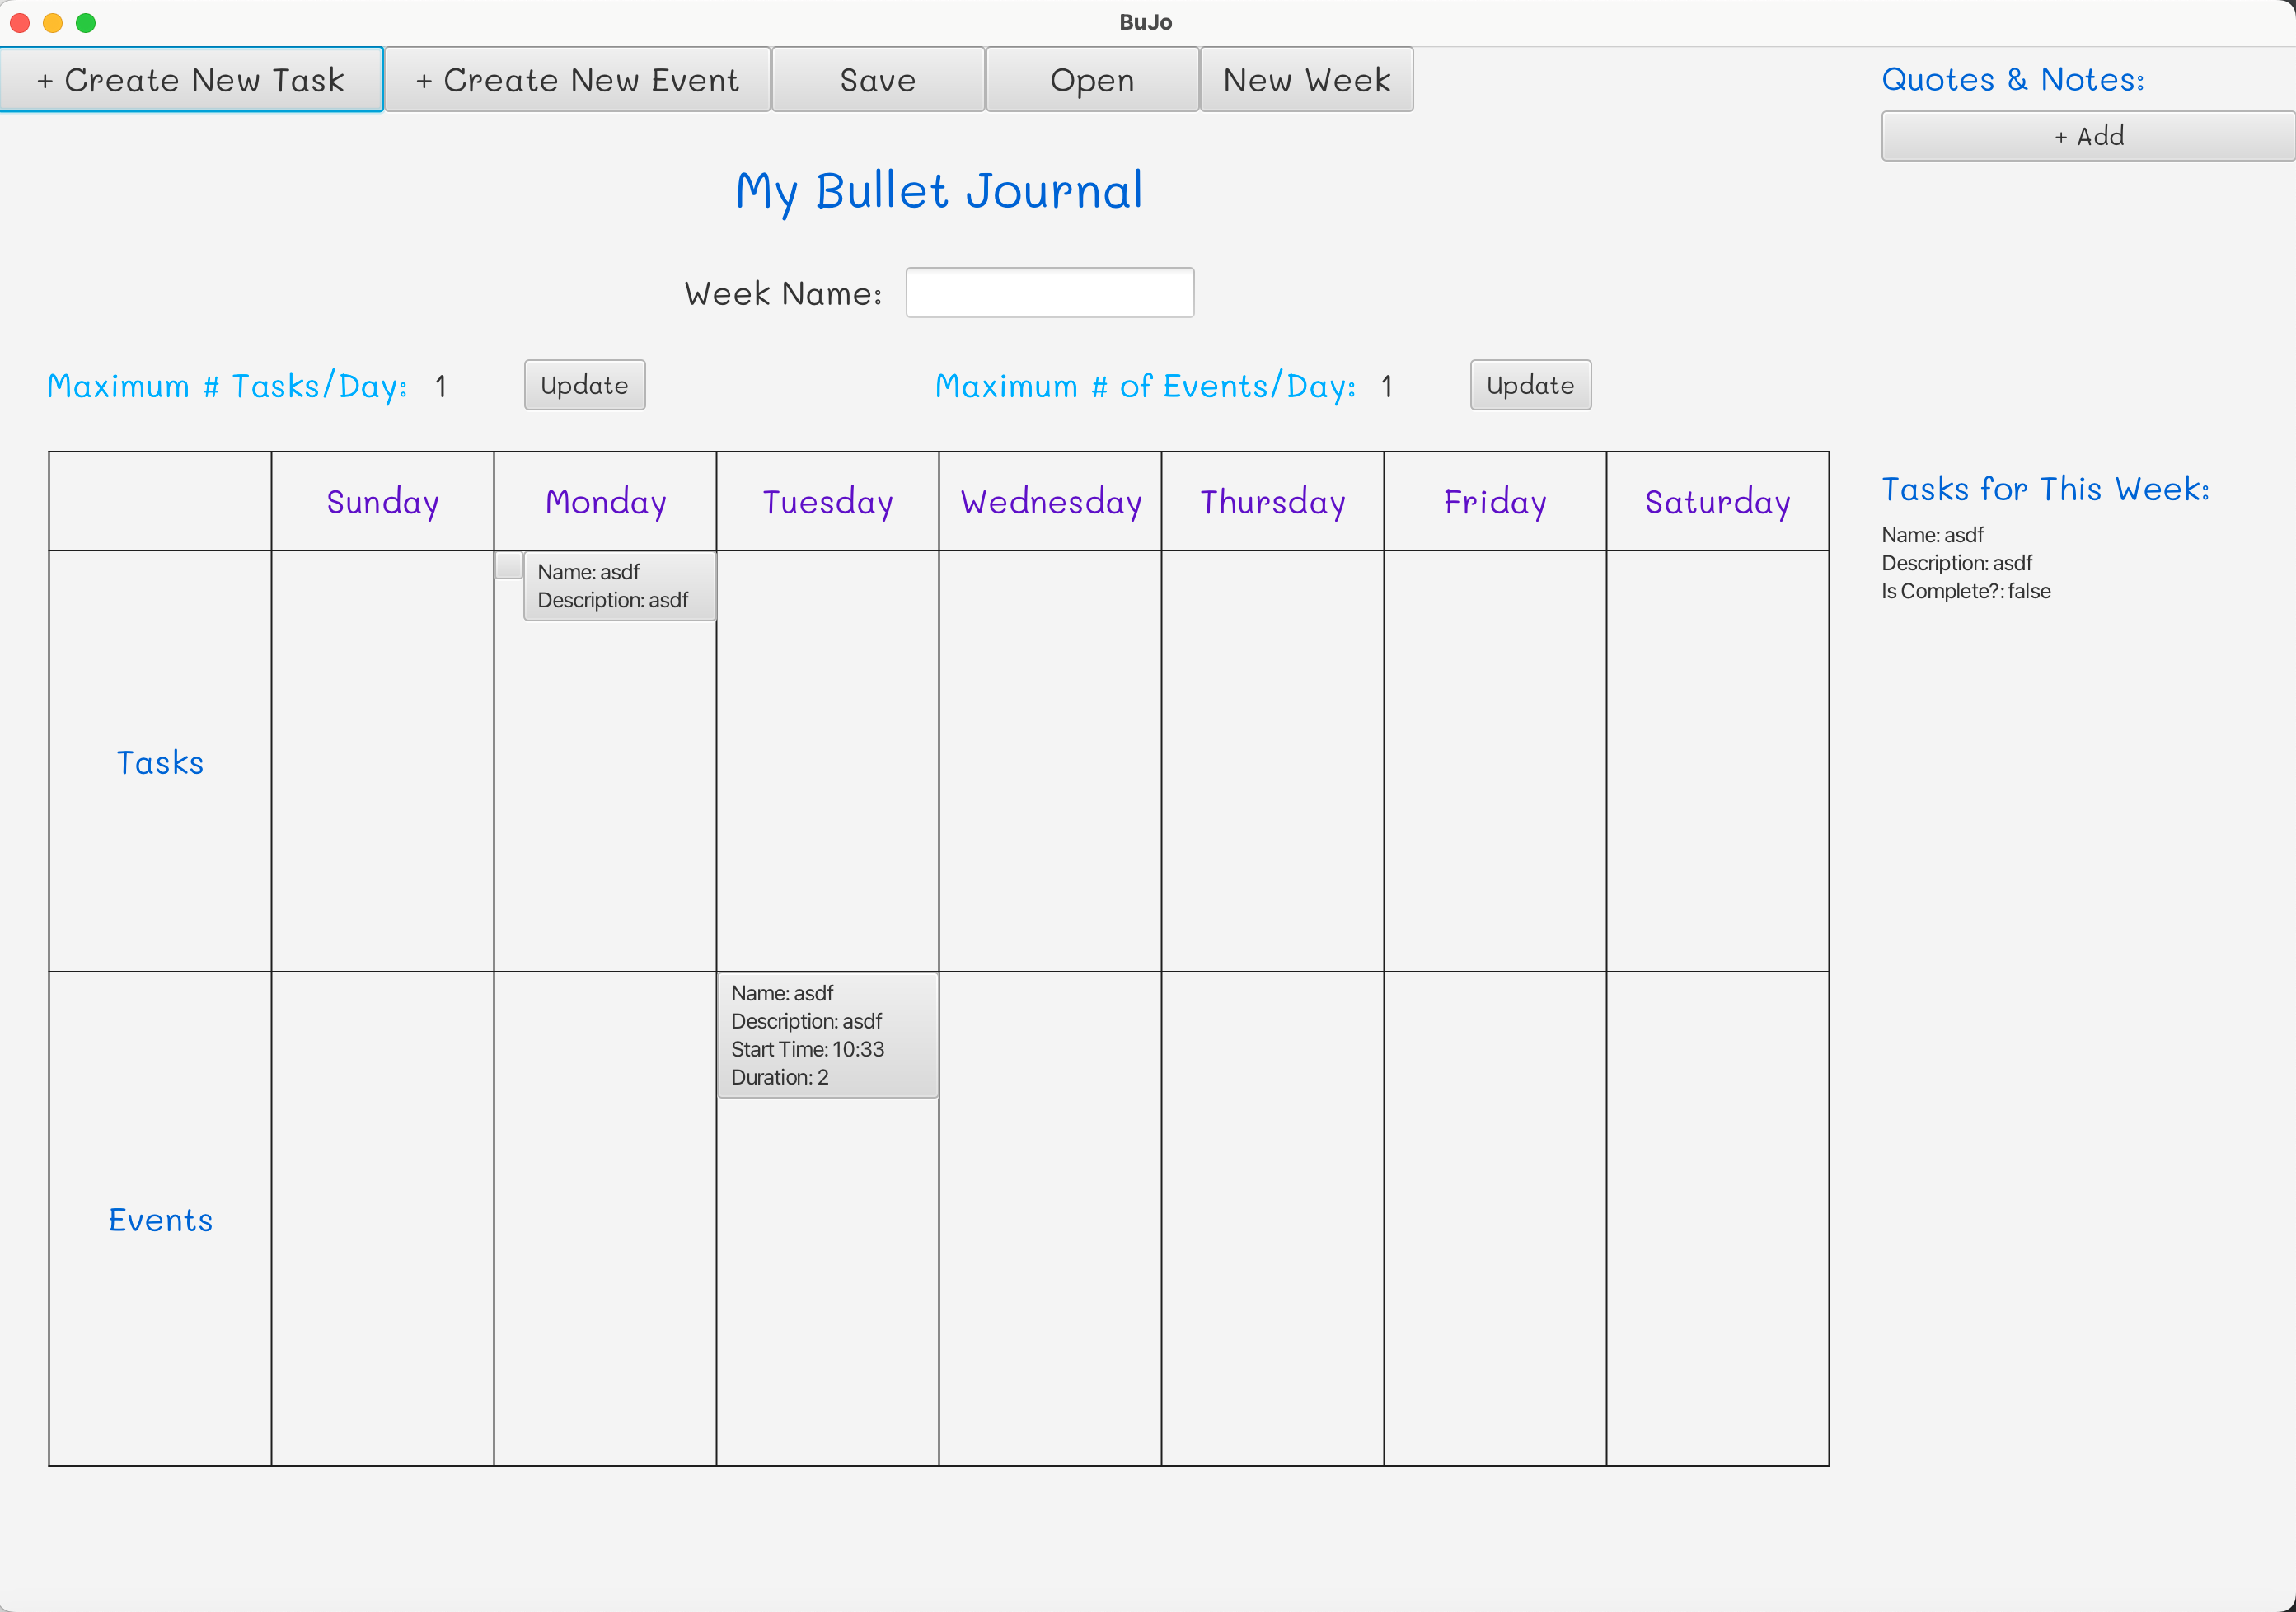 BuJo
+ Create New Task + Create New Event Save Open New Week
Quotes & Notes:
+ Add
My Bullet Journal
Week Name:
Maximum # Tasks/Day: 1 Update Maximum # of Events/Day: 1 Update
Sunday Monday Tuesday Wednesday Thursday Friday Saturday
Tasks
Name: asdf
Description: asdf
Events
Name: asdf
Description: asdf
Start Time: 10:33
Duration: 2
Tasks for This Week:
Name: asdf
Description: asdf
Is Complete?: false